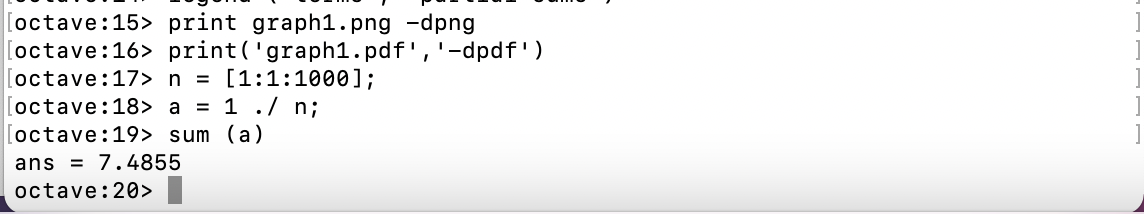 [octave:15> print graph1.png -dpng ]
[octave:16> print('graph1.pdf','-dpdf') ]
[octave:17> n = [1:1:1000]; ]
[octave:18> a = 1 ./ n; ]
[octave:19> sum (a) ]
ans = 7.4855
octave:20>